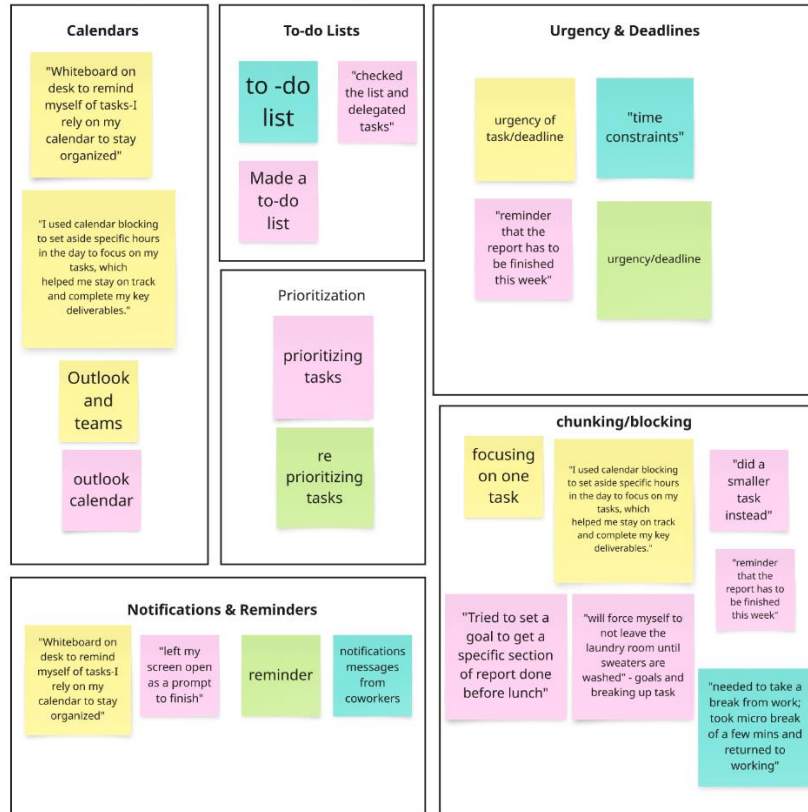 Calendars
"Whiteboard on
desk to remind
myself of tasks-I
rely on my
calendar to stay
organized"
"I used calendar blocking
to set aside specific hours
in the day to focus on my
tasks, which
helped me stay on track
and complete my key
deliverables."
Outlook
and
teams
outlook
calendar
To-do Lists
to -do
list
"checked
the list and
delegated
tasks"
Made a
to-do
list
Prioritization
prioritizing
tasks
re
prioritizing
tasks
Urgency & Deadlines
urgency of
task/deadline
"time
constraints"
"reminder
that the
report has to
be finished
this week"
urgency/deadline
chunking/blocking
focusing
on one
task
"I used calendar blocking
to set aside specific hours
in the day to focus on my
tasks, which
helped me stay on track
and complete my key
deliverables."
"did a
smaller
task
instead"
"reminder
that the
report has to
be finished
this week"
"Tried to set a
goal to get a
specific section
of report done
before lunch"
"will force myself to
not leave the
laundry room until
sweaters are
washed" - goals and
breaking up task
"needed to take a
break from work;
took micro break
of a few mins and
returned to
working"
Notifications & Reminders
"Whiteboard on
desk to remind
myself of tasks-I
rely on my
calendar to stay
organized"
"left my
screen open
as a prompt
to finish"
reminder
notifications
messages
from
coworkers